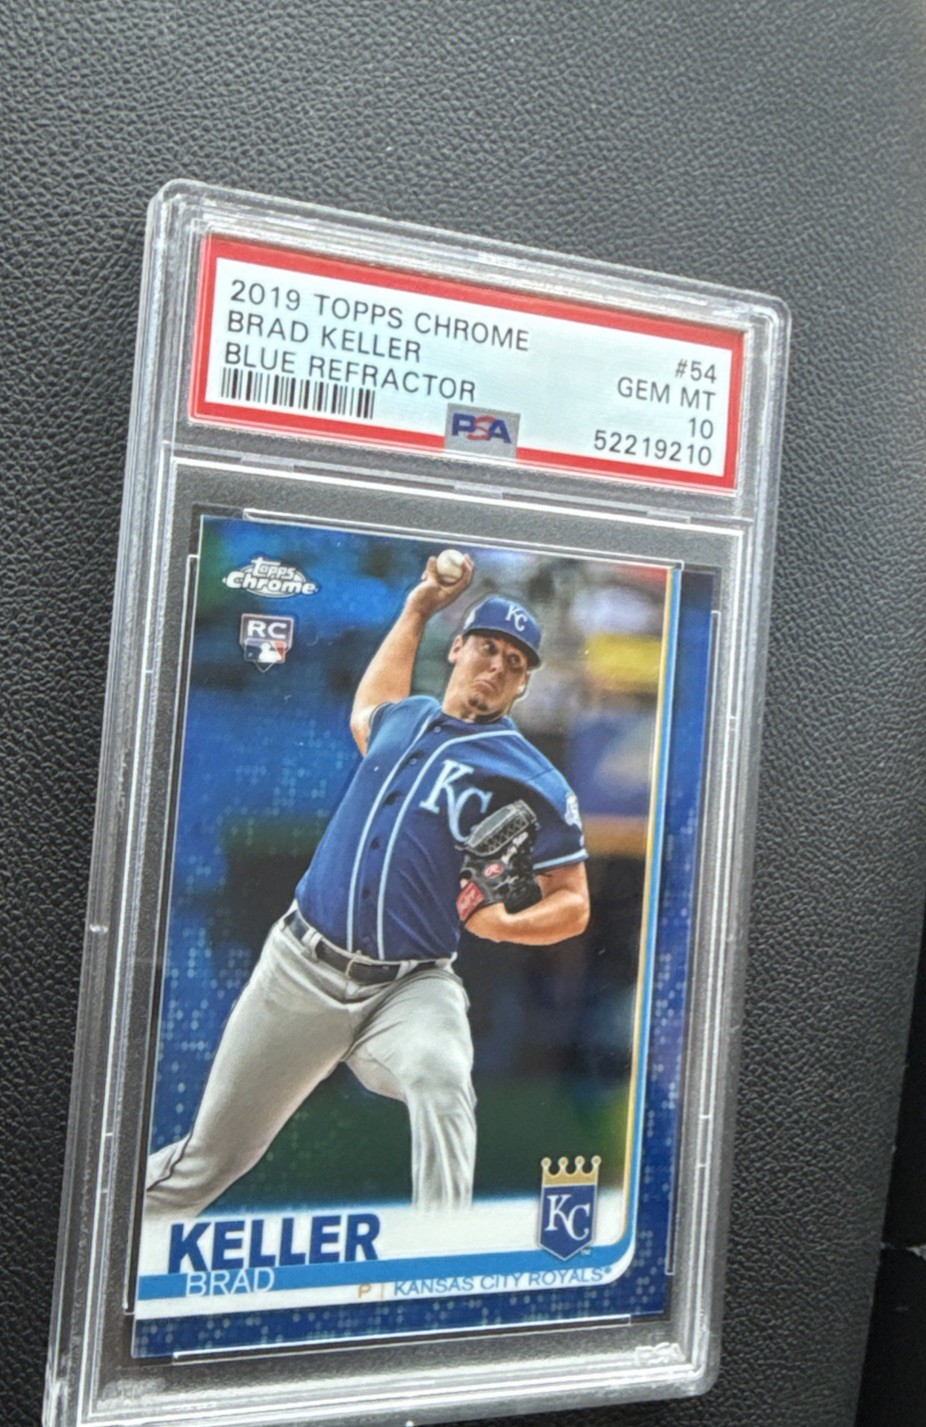 2019 TOPPS CHROME
BRAD KELLER
BLUE REFRACTOR
#54
GEM MT
10
52219210
PSA
Topps
Chrome
RC
KC
KC
KC
KELLER
BRAD
P | KANSAS CITY ROYALS®